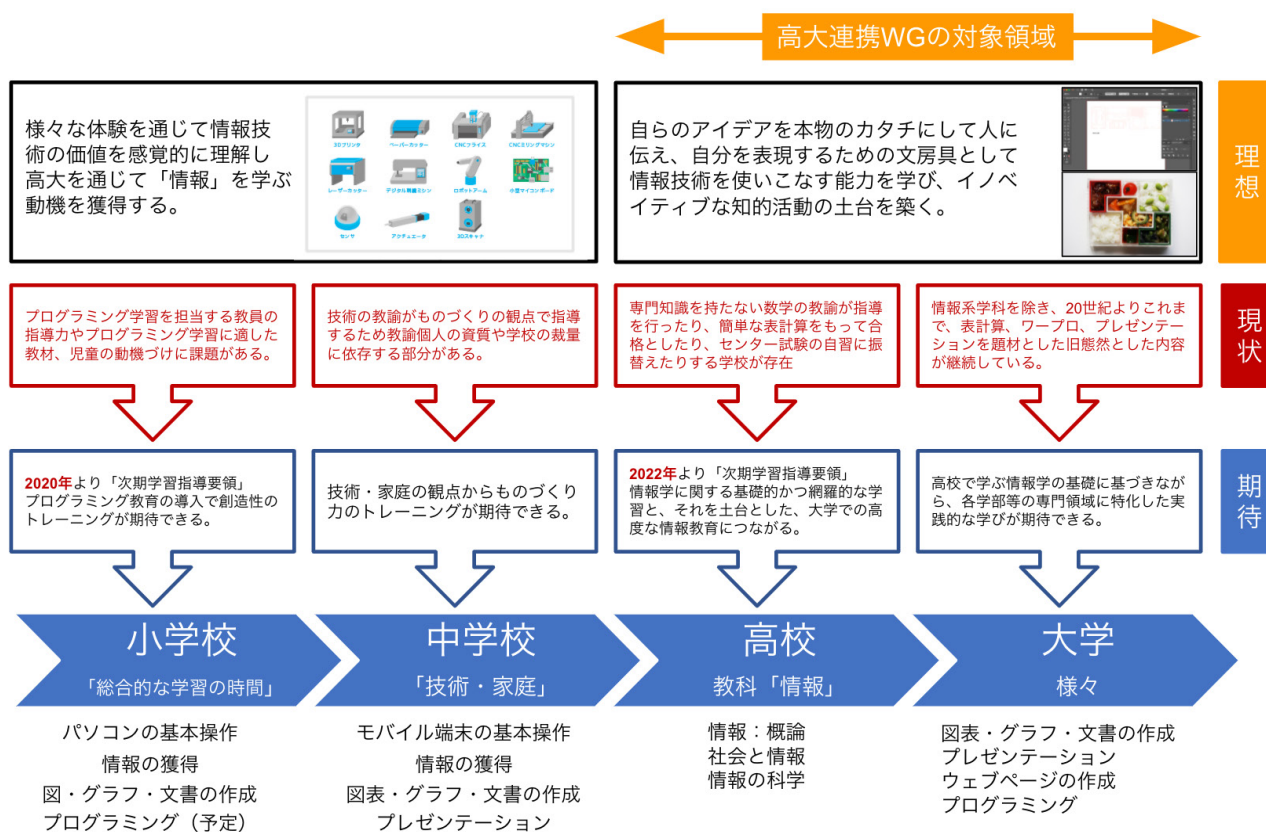 高大連携WGの対象領域
様々な体験を通じて情報技
術の価値を感覚的に理解し
高大を通じて「情報」を学ぶ
動機を獲得する。
3Dプリンタ
ペーパーカッター
CNCフライス
CNCミリングマシン
レーザーカッター
デジタル刺繍ミシン
ロボットアーム
小型マイコンボード
センサ
アクチュエータ
3Dスキャナ
自らのアイデアを本物のカタチにして人に
伝え、自分を表現するための文房具として
情報技術を使いこなす能力を学び、イノベ
イティブな知的活動の土台を築く。
理想
プログラミング学習を担当する教員の
指導力やプログラミング学習に適した
教材、児童の動機づけに課題がある。
技術の教諭がものづくりの観点で指導
するため教諭個人の資質や学校の裁量
に依存する部分がある。
専門知識を持たない数学の教諭が指導
を行ったり、簡単な表計算をもって合
格としたり、センター試験の自習に振
替えたりする学校が存在
情報系学科を除き、20世紀よりこれま
で、表計算、ワープロ、プレゼンテー
ションを題材とした旧態然とした内容
が継続している。
現状
2020年より「次期学習指導要領」
プログラミング教育の導入で創造性の
トレーニングが期待できる。
技術・家庭の観点からものづくり
力のトレーニングが期待できる。
2022年より「次期学習指導要領」
情報学に関する基礎的かつ網羅的な学
習と、それを土台とした、大学での高
度な情報教育につながる。
高校で学ぶ情報学の基礎に基づきなが
ら、各学部等の専門領域に特化した実
践的な学びが期待できる。
期待
小学校
「総合的な学習の時間」
中学校
「技術・家庭」
高校
教科「情報」
大学
様々
パソコンの基本操作
情報の獲得
図・グラフ・文書の作成
プログラミング（予定）
モバイル端末の基本操作
情報の獲得
図表・グラフ・文書の作成
プレゼンテーション
情報：概論
社会と情報
情報の科学
図表・グラフ・文書の作成
プレゼンテーション
ウェブページの作成
プログラミング